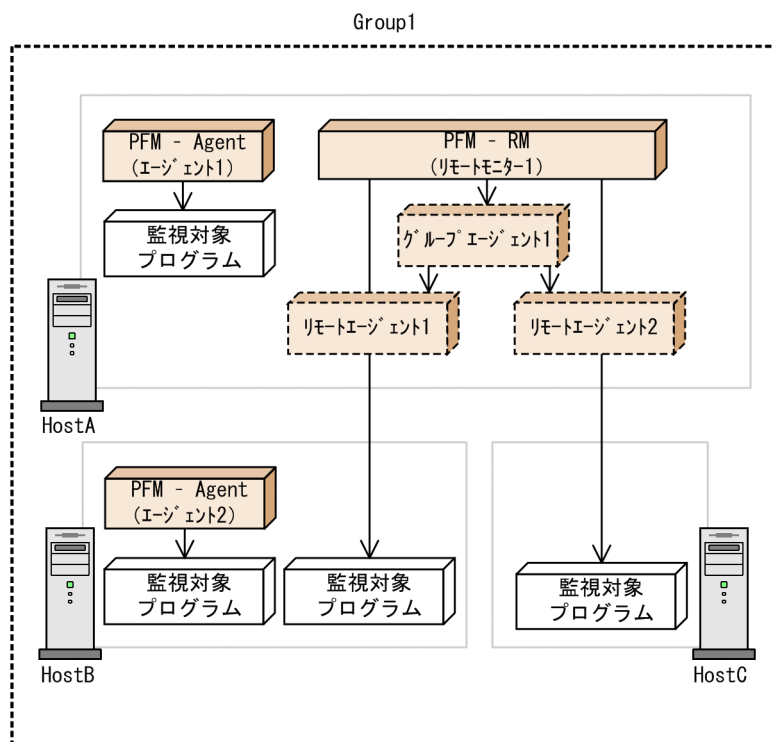 Group1
PFM - Agent
(ｴｰｼﾞｪﾝﾄ1)
PFM - RM
(ﾘﾓｰﾄﾓﾆﾀｰ1)
監視対象
プログラム
ｸﾞﾙｰﾌﾟｴｰｼﾞｪﾝﾄ1
ﾘﾓｰﾄｴｰｼﾞｪﾝﾄ1
ﾘﾓｰﾄｴｰｼﾞｪﾝﾄ2
HostA
PFM - Agent
(ｴｰｼﾞｪﾝﾄ2)
監視対象
プログラム
監視対象
プログラム
監視対象
プログラム
HostB
HostC